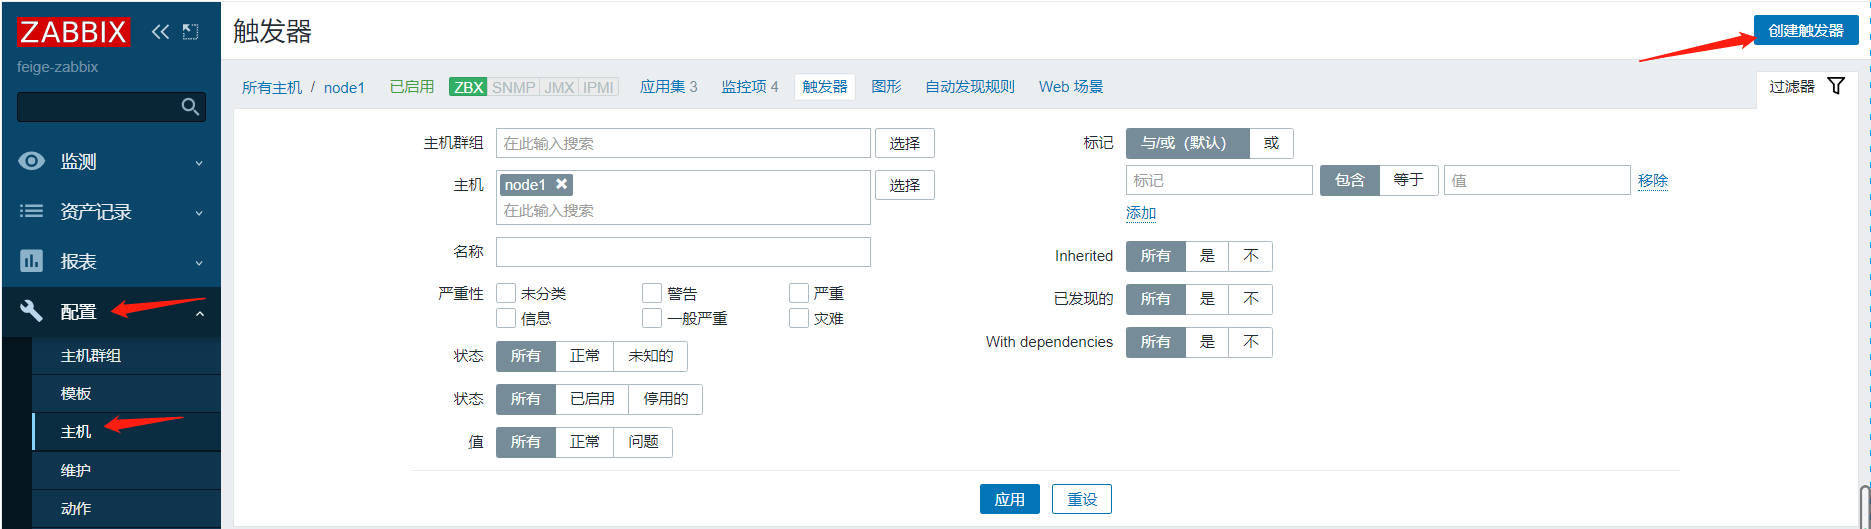 ZABBIX
feige-zabbix
监测
资产记录
报表
配置
主机群组
模板
主机
维护
动作
触发器
创建触发器
所有主机 / node1 已启用 ZBX SNMP JMX IPMI 应用集 3 监控项 4 触发器 图形 自动发现规则 Web 场景
过滤器
主机群组 在此输入搜索 选择
主机 node1 选择
在此输入搜索
名称
严重性 未分类 警告 严重
信息 一般严重 灾难
状态 所有 正常 未知的
状态 所有 已启用 停用的
值 所有 正常 问题
标记 与/或（默认） 或
标记 包含 等于 值 移除
添加
Inherited 所有 是 不
已发现的 所有 是 不
With dependencies 所有 是 不
应用 重设